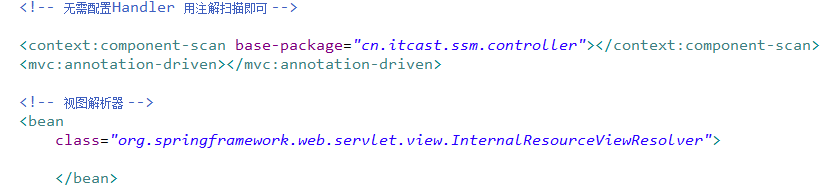 <!-- 无需配置Handler 用注解扫描即可 -->
<context:component-scan base-package="cn.itcast.ssm.controller"></context:component-scan>
<mvc:annotation-driven></mvc:annotation-driven>
<!-- 视图解析器 -->
<bean
class="org.springframework.web.servlet.view.InternalResourceViewResolver">
</bean>